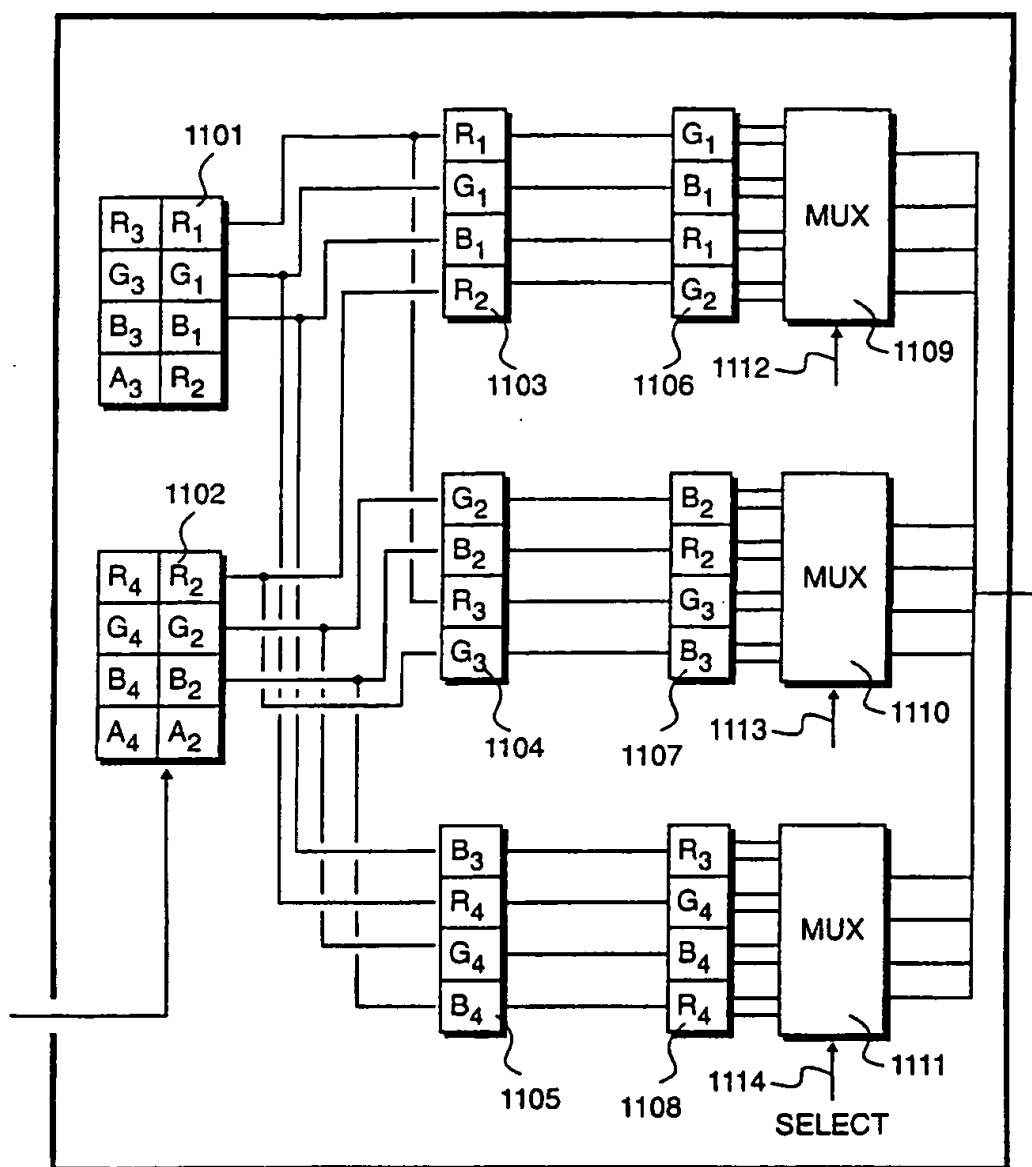 1101
R3 R1
G3 G1
B3 B1
A3 R2
1102
R4 R2
G4 G2
B4 B2
A4 A2
R1
G1
B1
R2
1103
G1
B1
R1
G2
1106
MUX
1109
1112
G2
B2
R3
G3
1104
B2
R2
G3
B3
1107
MUX
1110
1113
B3
R4
G4
B4
1105
R3
G4
B4
R4
1108
MUX
1111
1114
SELECT